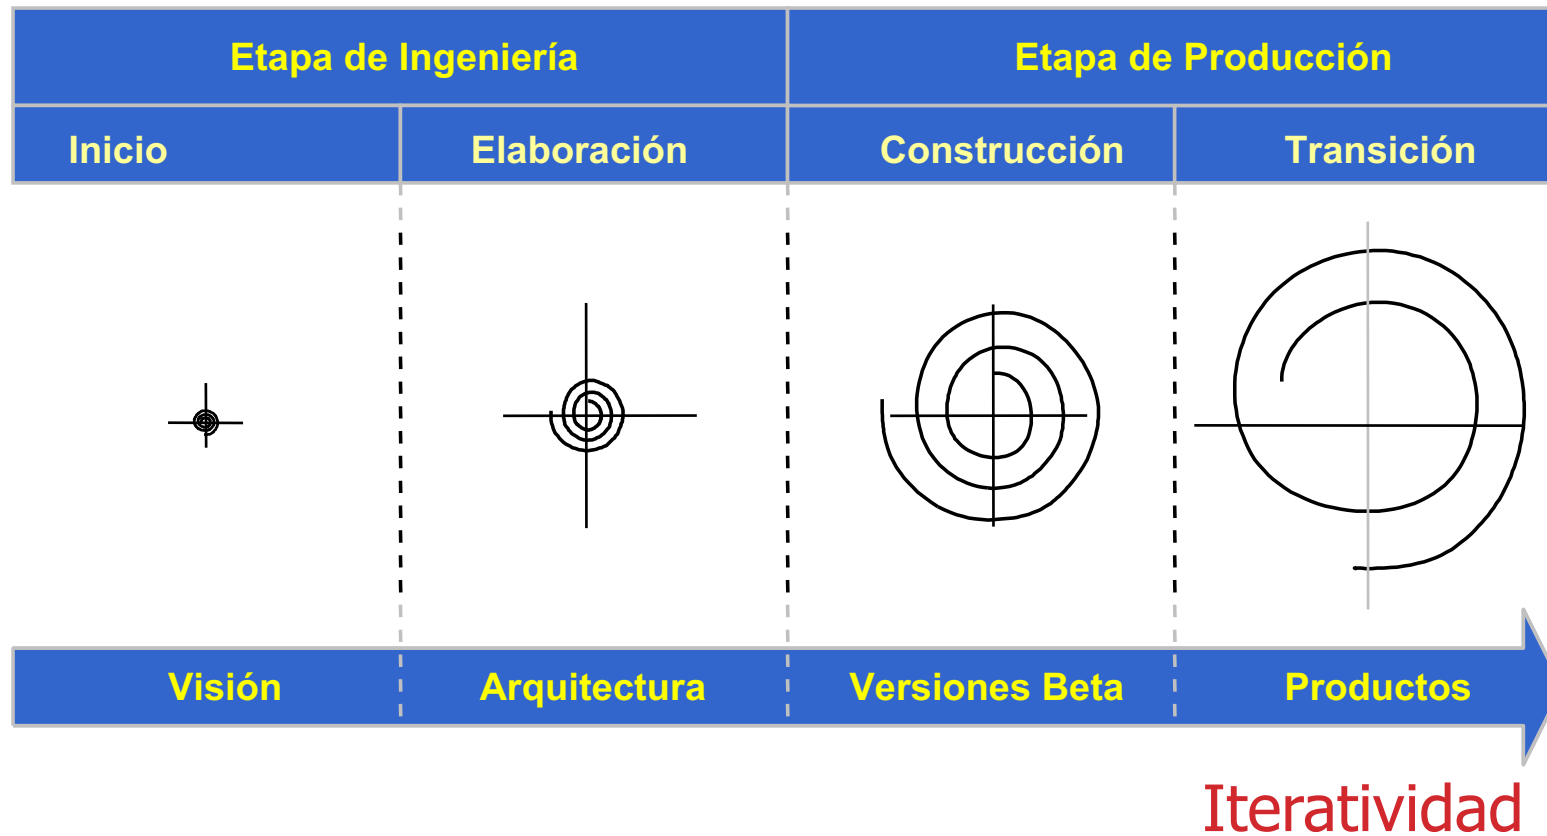 Etapa de Ingeniería
Etapa de Producción
Inicio
Elaboración
Construcción
Transición
Visión
Arquitectura
Versiones Beta
Productos
Iteratividad